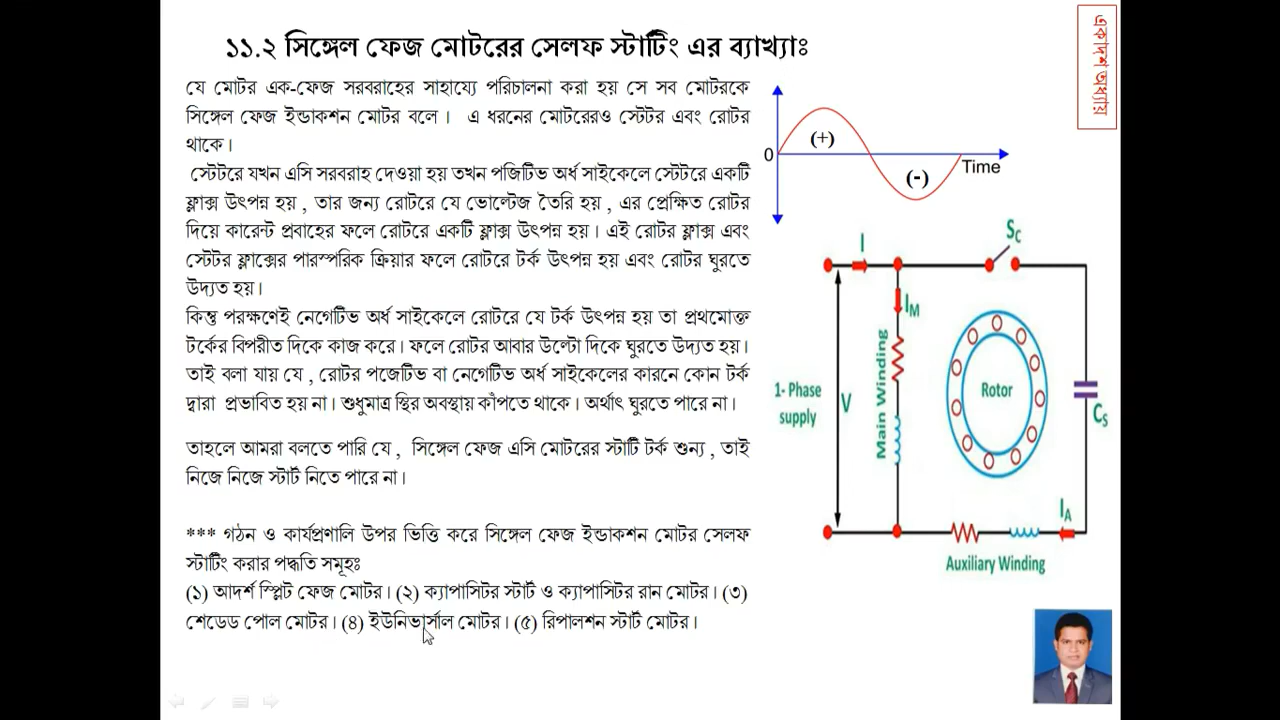 ১১.২ সিঙ্গেল ফেজ মোটরের সেলফ স্টার্টিং এর ব্যাখ্যাঃ
একাদশ অধ্যায়
যে মোটর এক-ফেজ সরবরাহের সাহায্যে পরিচালনা করা হয় সে সব মোটরকে
সিঙ্গেল ফেজ ইন্ডাকশন মোটর বলে । এ ধরনের মোটরেরও স্টেটর এবং রোটর
থাকে।
স্টেটরে যখন এসি সরবরাহ দেওয়া হয় তখন পজিটিভ অর্ধ সাইকেলে স্টেটরে একটি
ফ্লাক্স উৎপন্ন হয় , তার জন্য রোটরে যে ভোল্টেজ তৈরি হয় , এর প্রেক্ষিত রোটর
দিয়ে কারেন্ট প্রবাহের ফলে রোটরে একটি ফ্লাক্স উৎপন্ন হয়। এই রোটর ফ্লাক্স এবং
স্টেটর ফ্লাক্সের পারস্পরিক ক্রিয়ার ফলে রোটরে টর্ক উৎপন্ন হয় এবং রোটর ঘুরতে
উদ্যত হয়।
কিন্তু পরক্ষণেই নেগেটিভ অর্ধ সাইকেলে রোটরে যে টর্ক উৎপন্ন হয় তা প্রথমোক্ত
টর্কের বিপরীত দিকে কাজ করে। ফলে রোটর আবার উল্টো দিকে ঘুরতে উদ্যত হয়।
তাই বলা যায় যে , রোটর পজেটিভ বা নেগেটিভ অর্ধ সাইকেলের কারনে কোন টর্ক
দ্বারা প্রভাবিত হয় না। শুধুমাত্র স্থির অবস্থায় কাঁপতে থাকে। অর্থাৎ ঘুরতে পারে না।
তাহলে আমরা বলতে পারি যে , সিঙ্গেল ফেজ এসি মোটরের স্টার্টি টর্ক শুন্য , তাই
নিজে নিজে স্টার্ট নিতে পারে না।
*** গঠন ও কার্যপ্রণালি উপর ভিত্তি করে সিঙ্গেল ফেজ ইন্ডাকশন মোটর সেলফ
স্টার্টিং করার পদ্ধতি সমূহঃ
(১) আদর্শ স্প্লিট ফেজ মোটর। (২) ক্যাপাসিটর স্টার্ট ও ক্যাপাসিটর রান মোটর। (৩)
শেডেড পোল মোটর। (৪) ইউনিভার্সাল মোটর। (৫) রিপালশন স্টার্ট মোটর।
(+)
0
Time
(-)
I
Sc
IM
Main Winding
Rotor
1- Phase
supply
V
Cs
IA
Auxiliary Winding